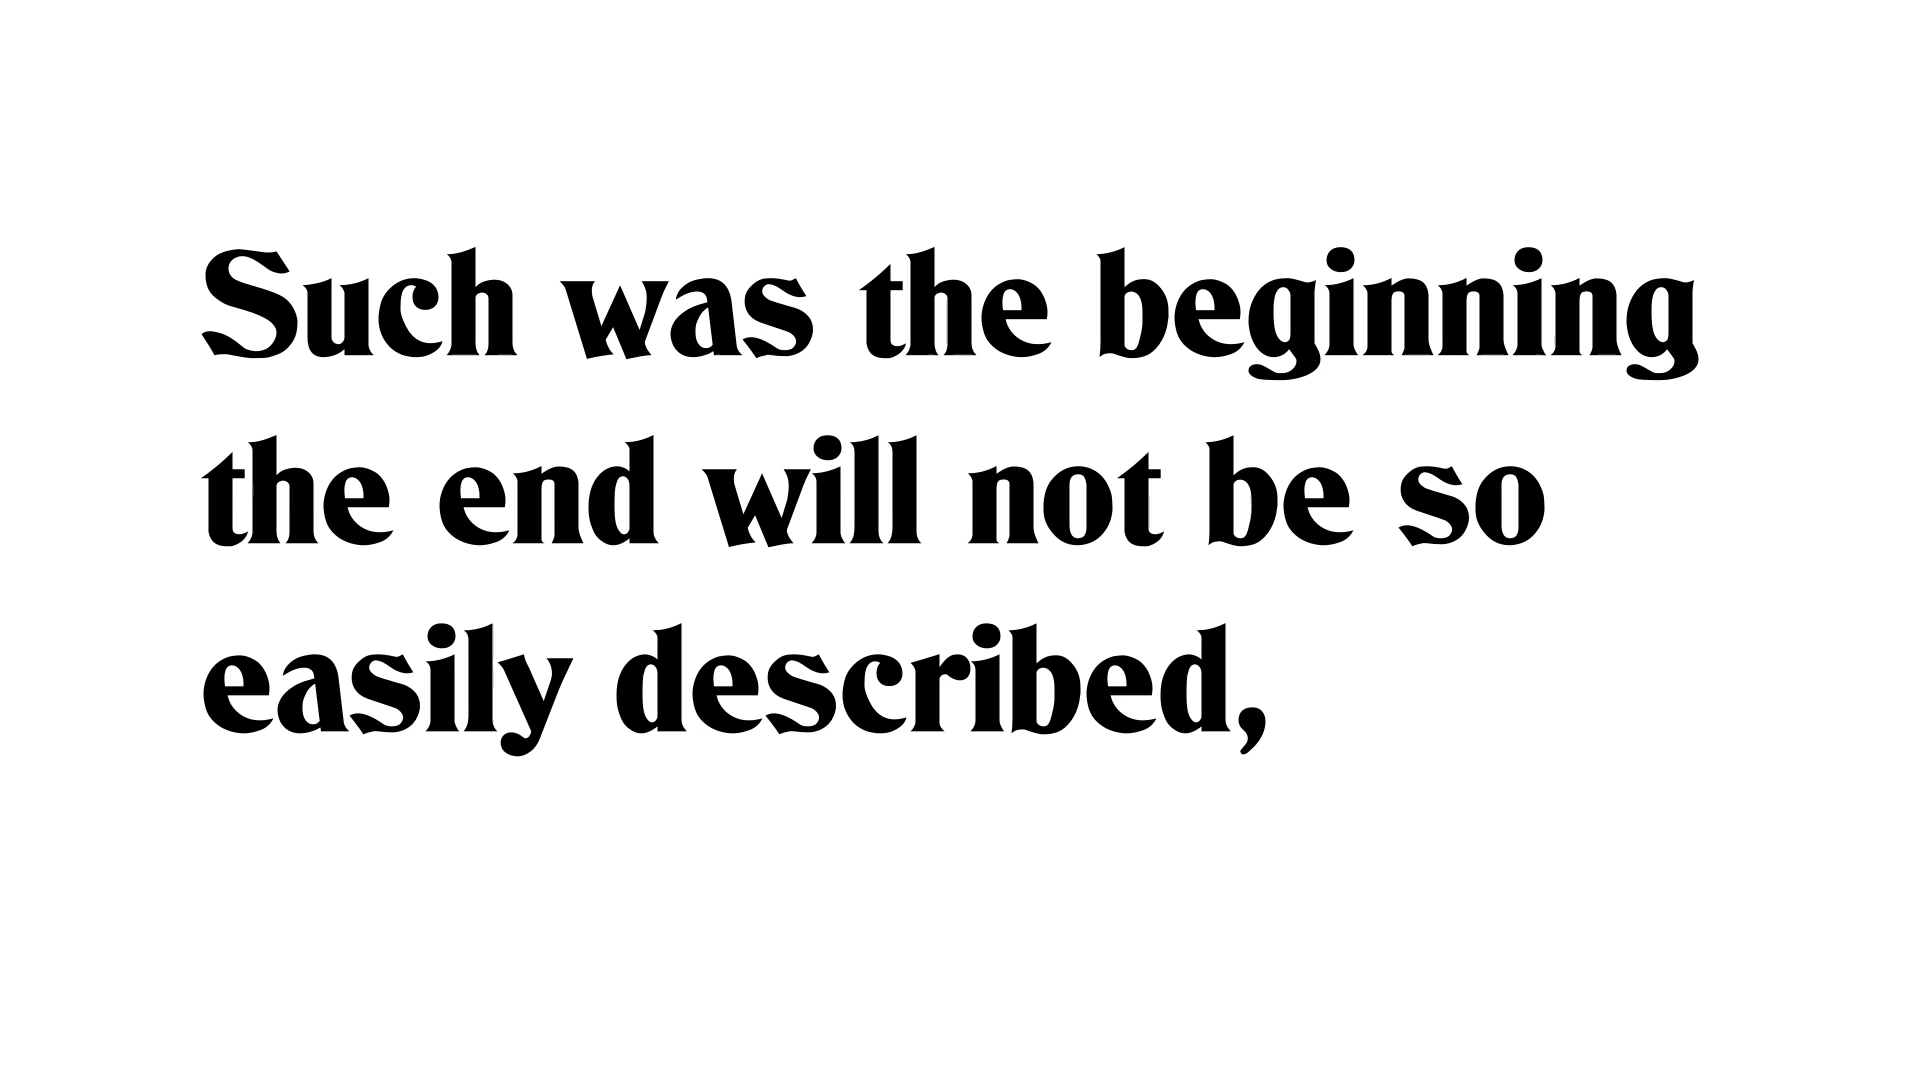 Such was the beginning
the end will not be so
easily described,